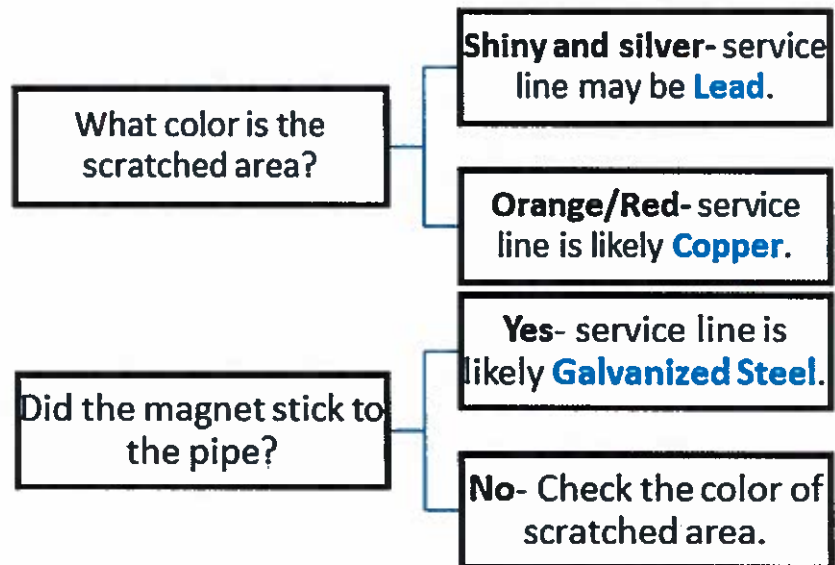 What color is the
scratched area?
Shiny and silver- service
line may be Lead.
Orange/Red- service
line is likely Copper.
Did the magnet stick to
the pipe?
Yes- service line is
likely Galvanized Steel.
No- Check the color of
scratched area.